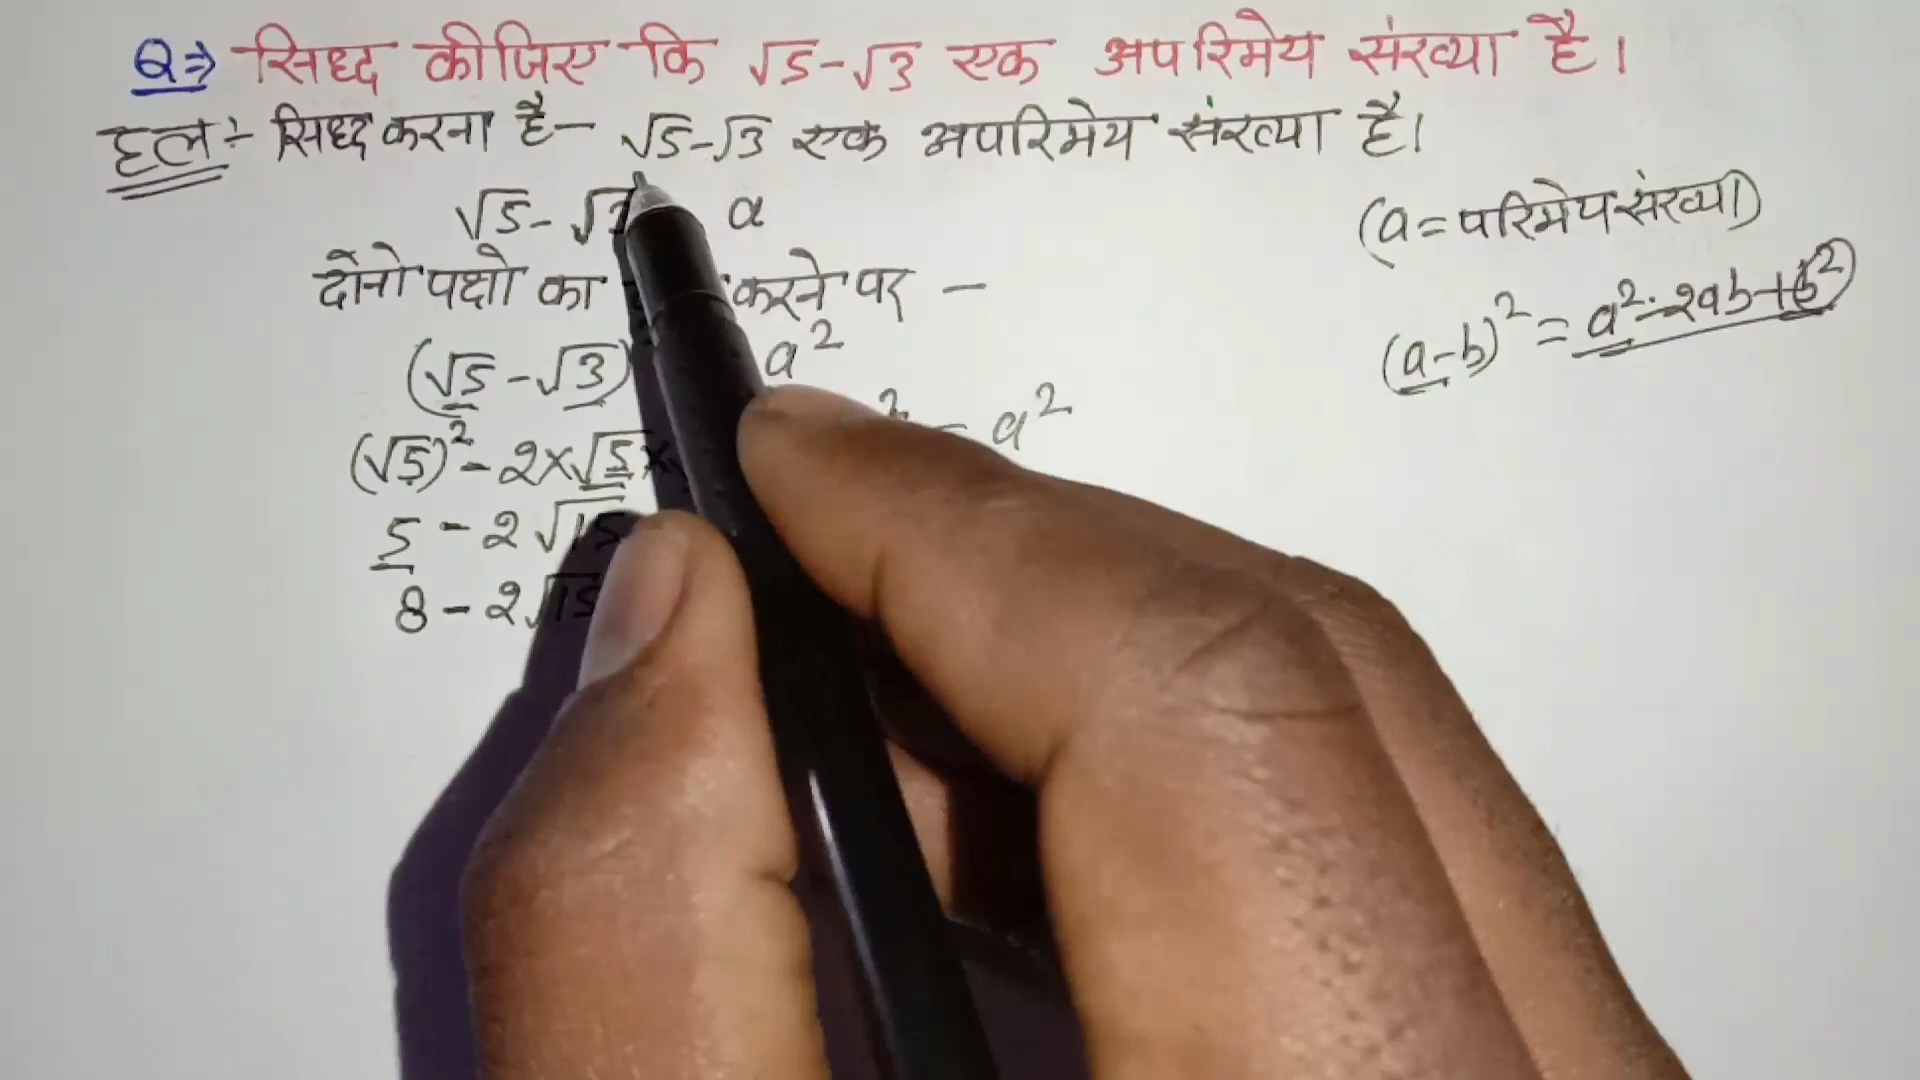 Q⇒ सिध्द कीजिए कि √5-√3 एक अपरिमेय संख्या है।
हलः- सिध्द करना है- √5-√3 एक अपरिमेय संख्या है।
√5-√3 a
(a=परिमेय संख्या)
दोनो पक्षो का करने पर -
(a-b)² = a²-2ab+b²
(√5-√3) a²
(√5)²-2×√5× ² = a²
5-2√15
8-2√15